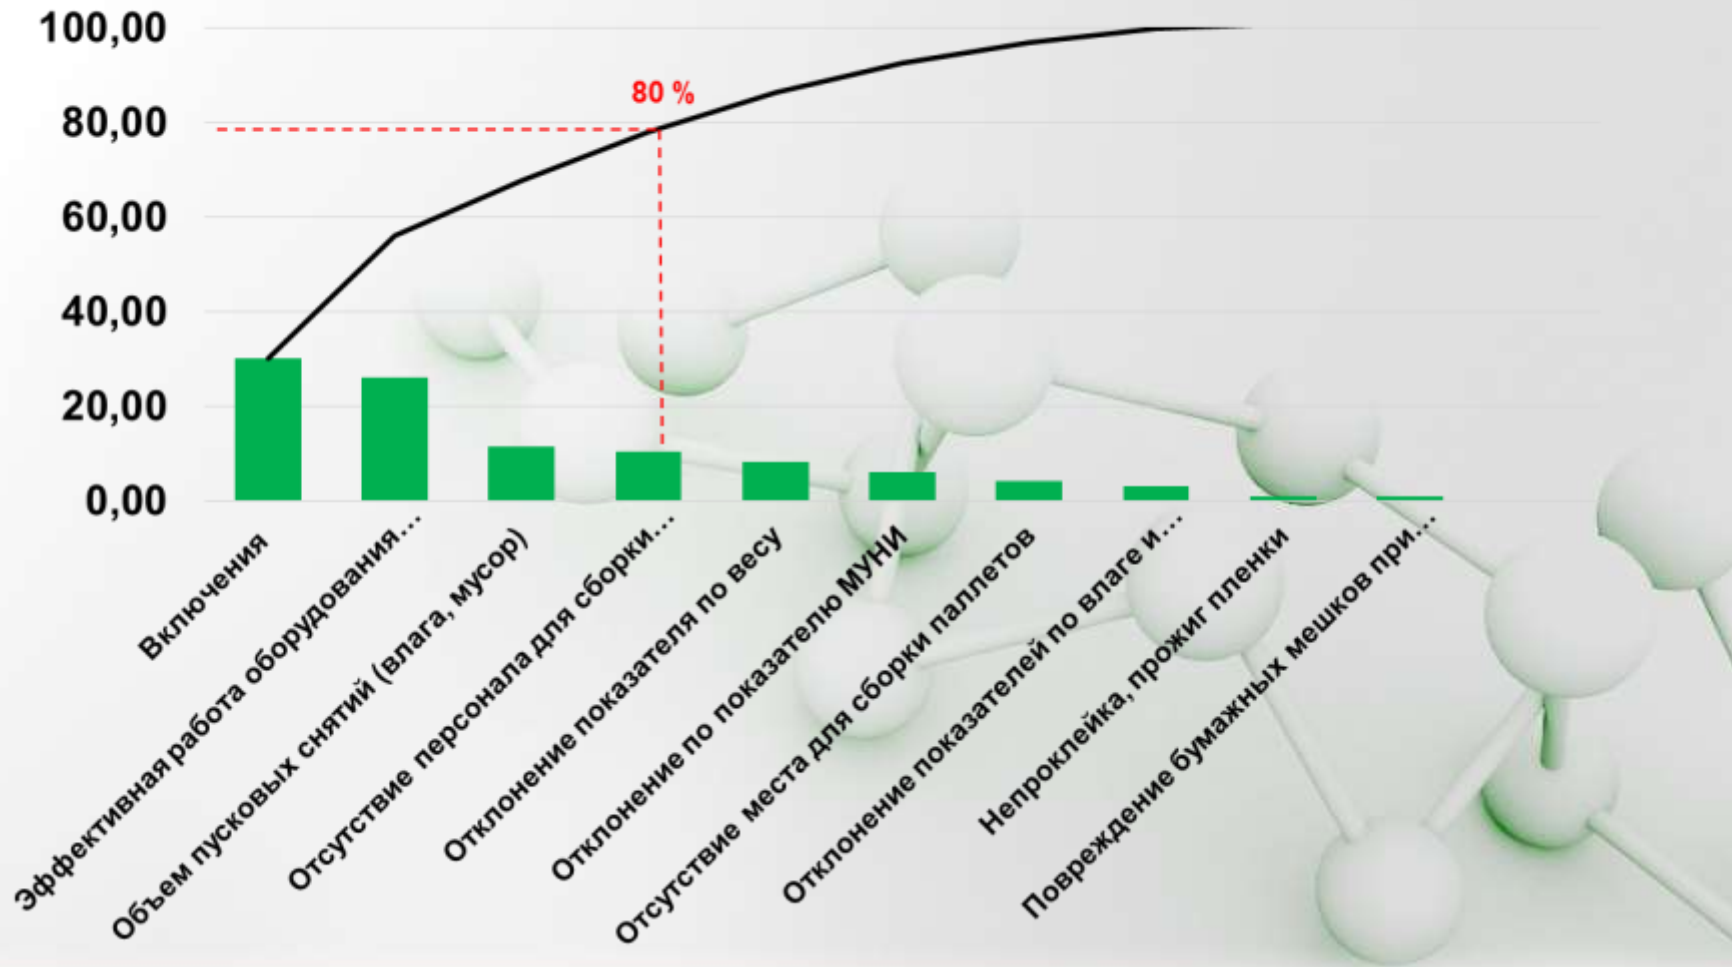 100,00
80 %
80,00
60,00
40,00
20,00
0,00
Включения
Эффективная работа оборудования...
Объем пусковых снятий (влага, мусор)
Отсутствие персонала для сборки...
Отклонение показателя по весу
Отклонение по показателю МУНИ
Отсутствие места для сборки паллетов
Отклонение показателей по влаге и...
Непроклейка, прожиг пленки
Повреждение бумажных мешков при...